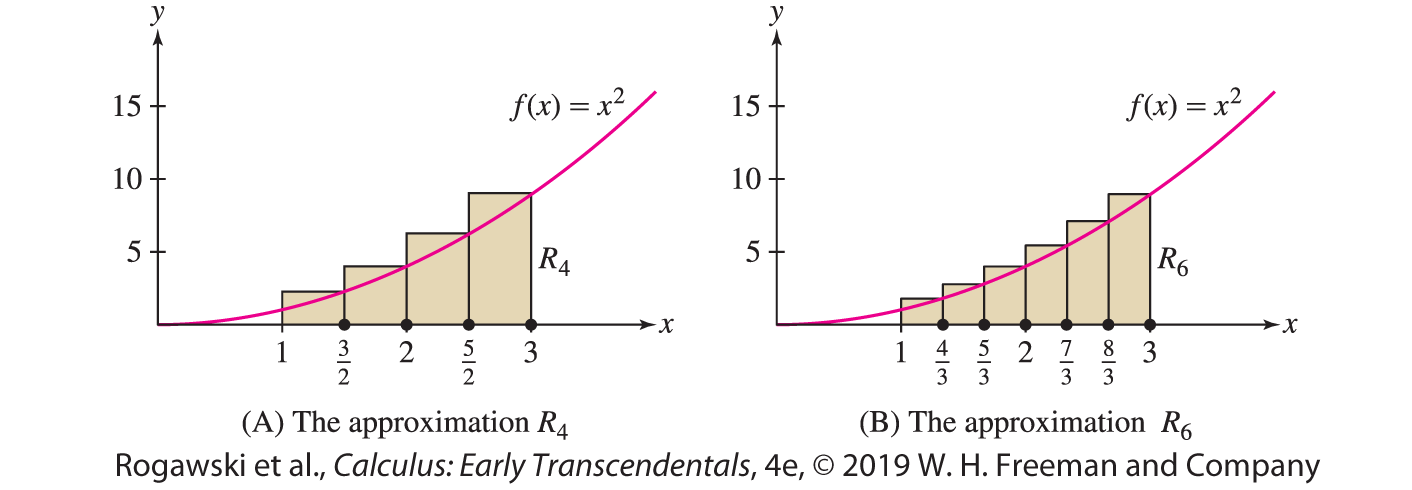 y
15
10
5
f(x) = x²
R₄
x
1 3/2 2 5/2 3
(A) The approximation R₄
y
15
10
5
f(x) = x²
R₆
x
1 4/3 5/3 2 7/3 8/3 3
(B) The approximation R₆
Rogawski et al., Calculus: Early Transcendentals, 4e, © 2019 W. H. Freeman and Company